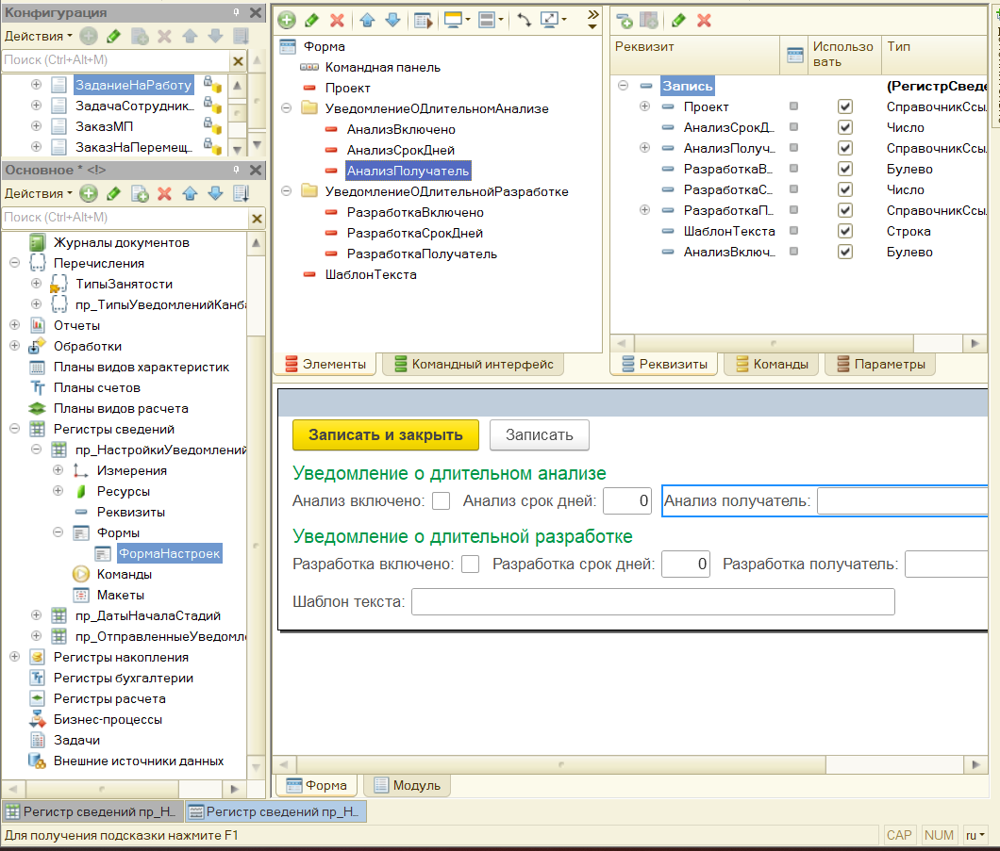 Конфигурация
Действия
Поиск (Ctrl+Alt+M)
ЗаданиеНаРаботу
ЗадачаСотрудник...
ЗаказМП
ЗаказНаПеремещ...
Основное * <!>
Действия
Поиск (Ctrl+Alt+M)
Журналы документов
Перечисления
ТипыЗанятости
пр_ТипыУведомленийКанба
Отчеты
Обработки
Планы видов характеристик
Планы счетов
Планы видов расчета
Регистры сведений
пр_НастройкиУведомлений
Измерения
Ресурсы
Реквизиты
Формы
ФормаНастроек
Команды
Макеты
пр_ДатыНачалаСтадий
пр_ОтправленныеУведомл
Регистры накопления
Регистры бухгалтерии
Регистры расчета
Бизнес-процессы
Задачи
Внешние источники данных
Форма
Командная панель
Проект
УведомлениеОДлительномАнализе
АнализВключено
АнализСрокДней
АнализПолучатель
УведомлениеОДлительнойРазработке
РазработкаВключено
РазработкаСрокДней
РазработкаПолучатель
ШаблонТекста
Элементы
Командный интерфейс
Реквизит Использовать Тип
Запись (РегистрСведе
Проект СправочникСсы
АнализСрокД... Число
АнализПолуч... СправочникСсы
РазработкаВ... Булево
РазработкаС... Число
РазработкаП... СправочникСсы
ШаблонТекста Строка
АнализВключ... Булево
Реквизиты
Команды
Параметры
Записать и закрыть Записать
Уведомление о длительном анализе
Анализ включено: Анализ срок дней: 0 Анализ получатель:
Уведомление о длительной разработке
Разработка включено: Разработка срок дней: 0 Разработка получатель:
Шаблон текста:
Форма
Модуль
Регистр сведений пр_Н...
Регистр сведений пр_Н...
Для получения подсказки нажмите F1
CAP NUM ru